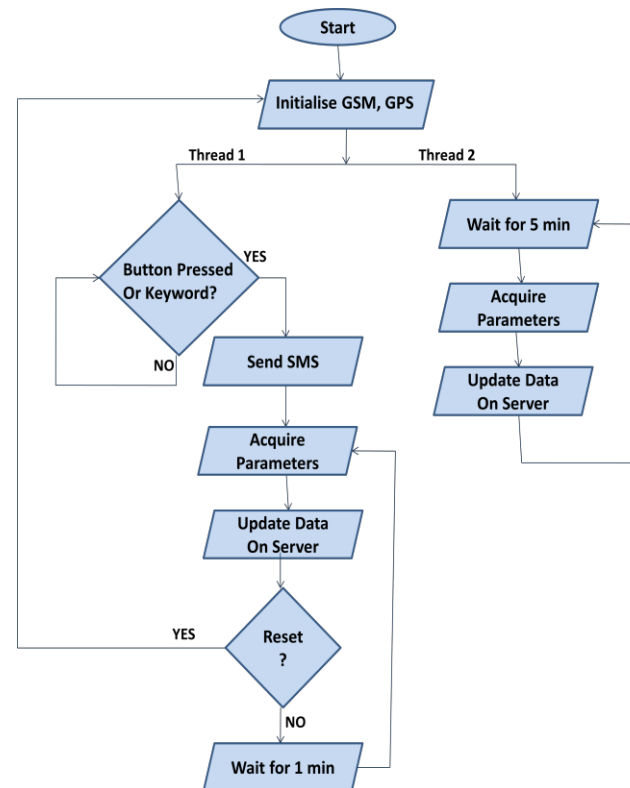 Start
Initialise GSM, GPS
Thread 1
Thread 2
Button Pressed
Or Keyword?
YES
NO
Send SMS
Acquire
Parameters
Update Data
On Server
Reset
?
YES
NO
Wait for 1 min
Wait for 5 min
Acquire
Parameters
Update Data
On Server